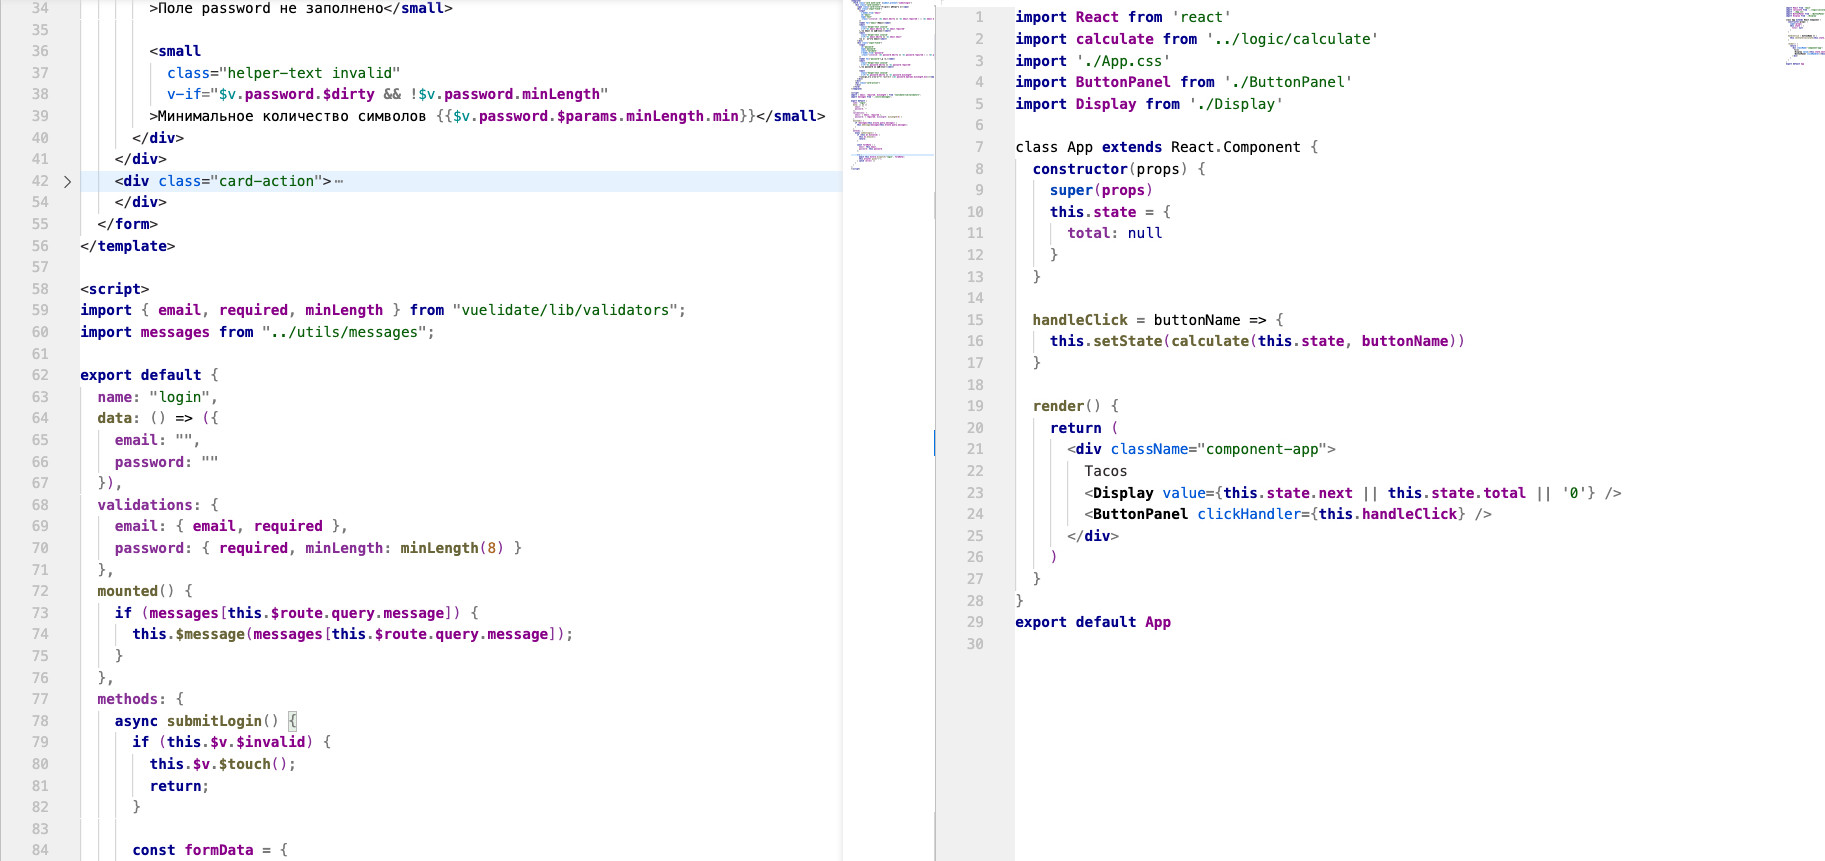 34 >Поле password не заполнено</small>
35
36 <small
37 class="helper-text invalid"
38 v-if="$v.password.$dirty && !$v.password.minLength"
39 >Минимальное количество символов {{$v.password.$params.minLength.min}}</small>
40 </div>
41 </div>
42 <div class="card-action">⋯
54 </div>
55 </form>
56 </template>
57
58 <script>
59 import { email, required, minLength } from "vuelidate/lib/validators";
60 import messages from "../utils/messages";
61
62 export default {
63 name: "login",
64 data: () => ({
65 email: "",
66 password: ""
67 }),
68 validations: {
69 email: { email, required },
70 password: { required, minLength: minLength(8) }
71 },
72 mounted() {
73 if (messages[this.$route.query.message]) {
74 this.$message(messages[this.$route.query.message]);
75 }
76 },
77 methods: {
78 async submitLogin() {
79 if (this.$v.$invalid) {
80 this.$v.$touch();
81 return;
82 }
83
84 const formData = {
1 import React from 'react'
2 import calculate from '../logic/calculate'
3 import './App.css'
4 import ButtonPanel from './ButtonPanel'
5 import Display from './Display'
6
7 class App extends React.Component {
8 constructor(props) {
9 super(props)
10 this.state = {
11 total: null
12 }
13 }
14
15 handleClick = buttonName => {
16 this.setState(calculate(this.state, buttonName))
17 }
18
19 render() {
20 return (
21 <div className="component-app">
22 Tacos
23 <Display value={this.state.next || this.state.total || '0'} />
24 <ButtonPanel clickHandler={this.handleClick} />
25 </div>
26 )
27 }
28 }
29 export default App
30